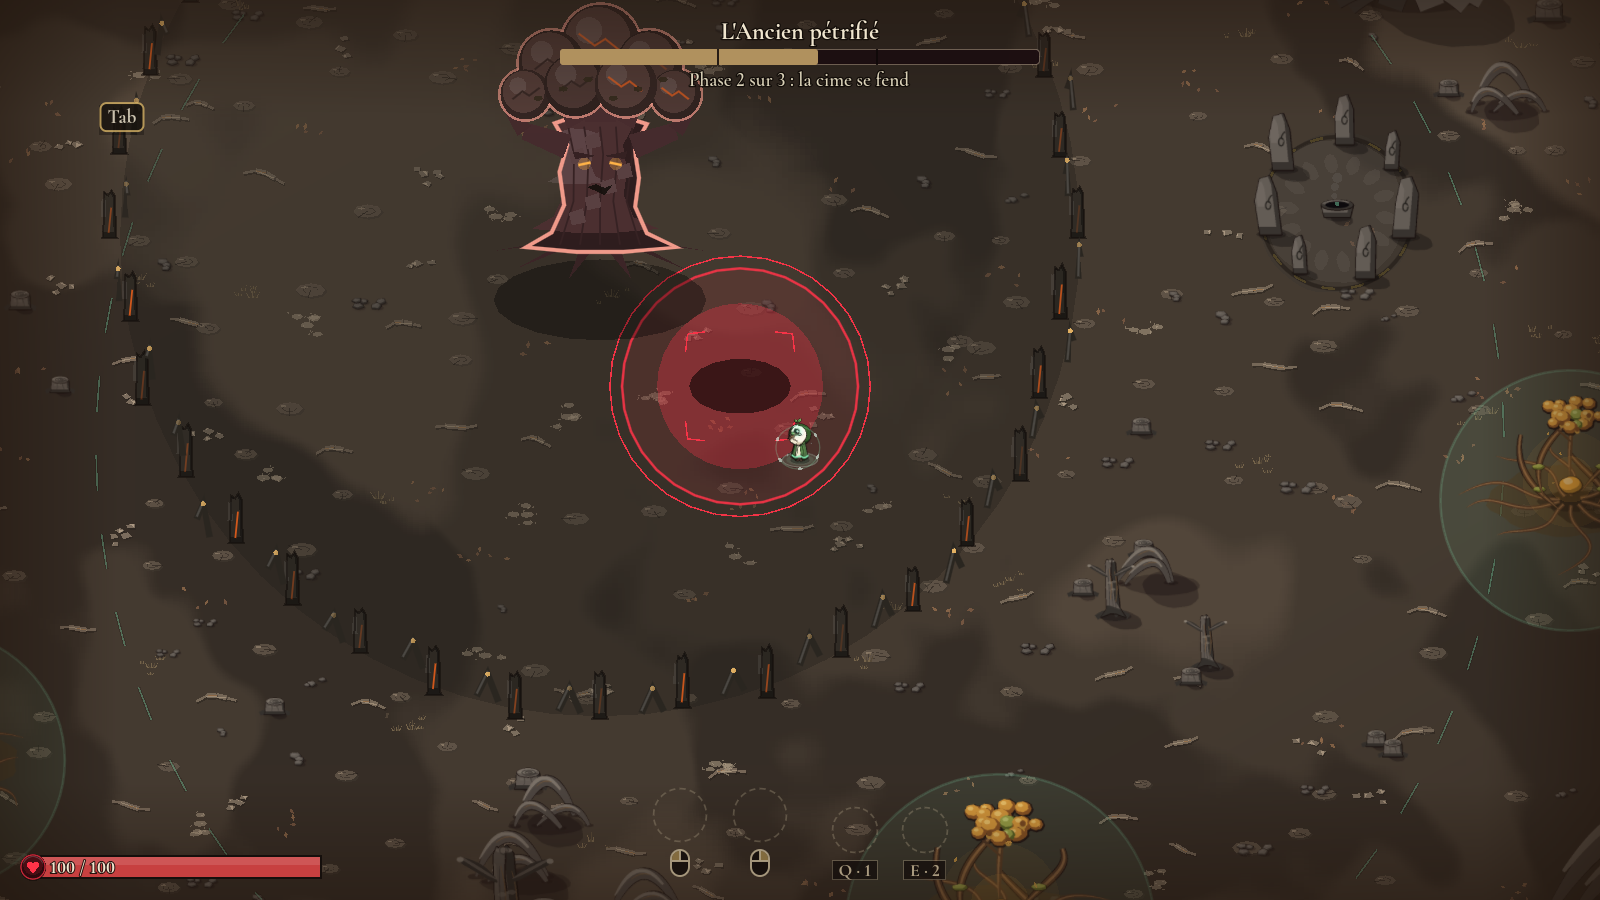 L'Ancien pétrifié
Phase 2 sur 3 : la cime se fend
Tab
100 / 100
Q · 1
E · 2